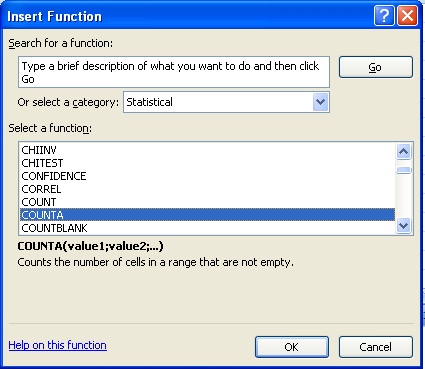 Insert Function
Search for a function:
Type a brief description of what you want to do and then click
Go
Go
Or select a category:
Statistical
Select a function:
CHIINV
CHITEST
CONFIDENCE
CORREL
COUNT
COUNTA
COUNTBLANK
COUNTA(value1;value2;...)
Counts the number of cells in a range that are not empty.
Help on this function
OK
Cancel